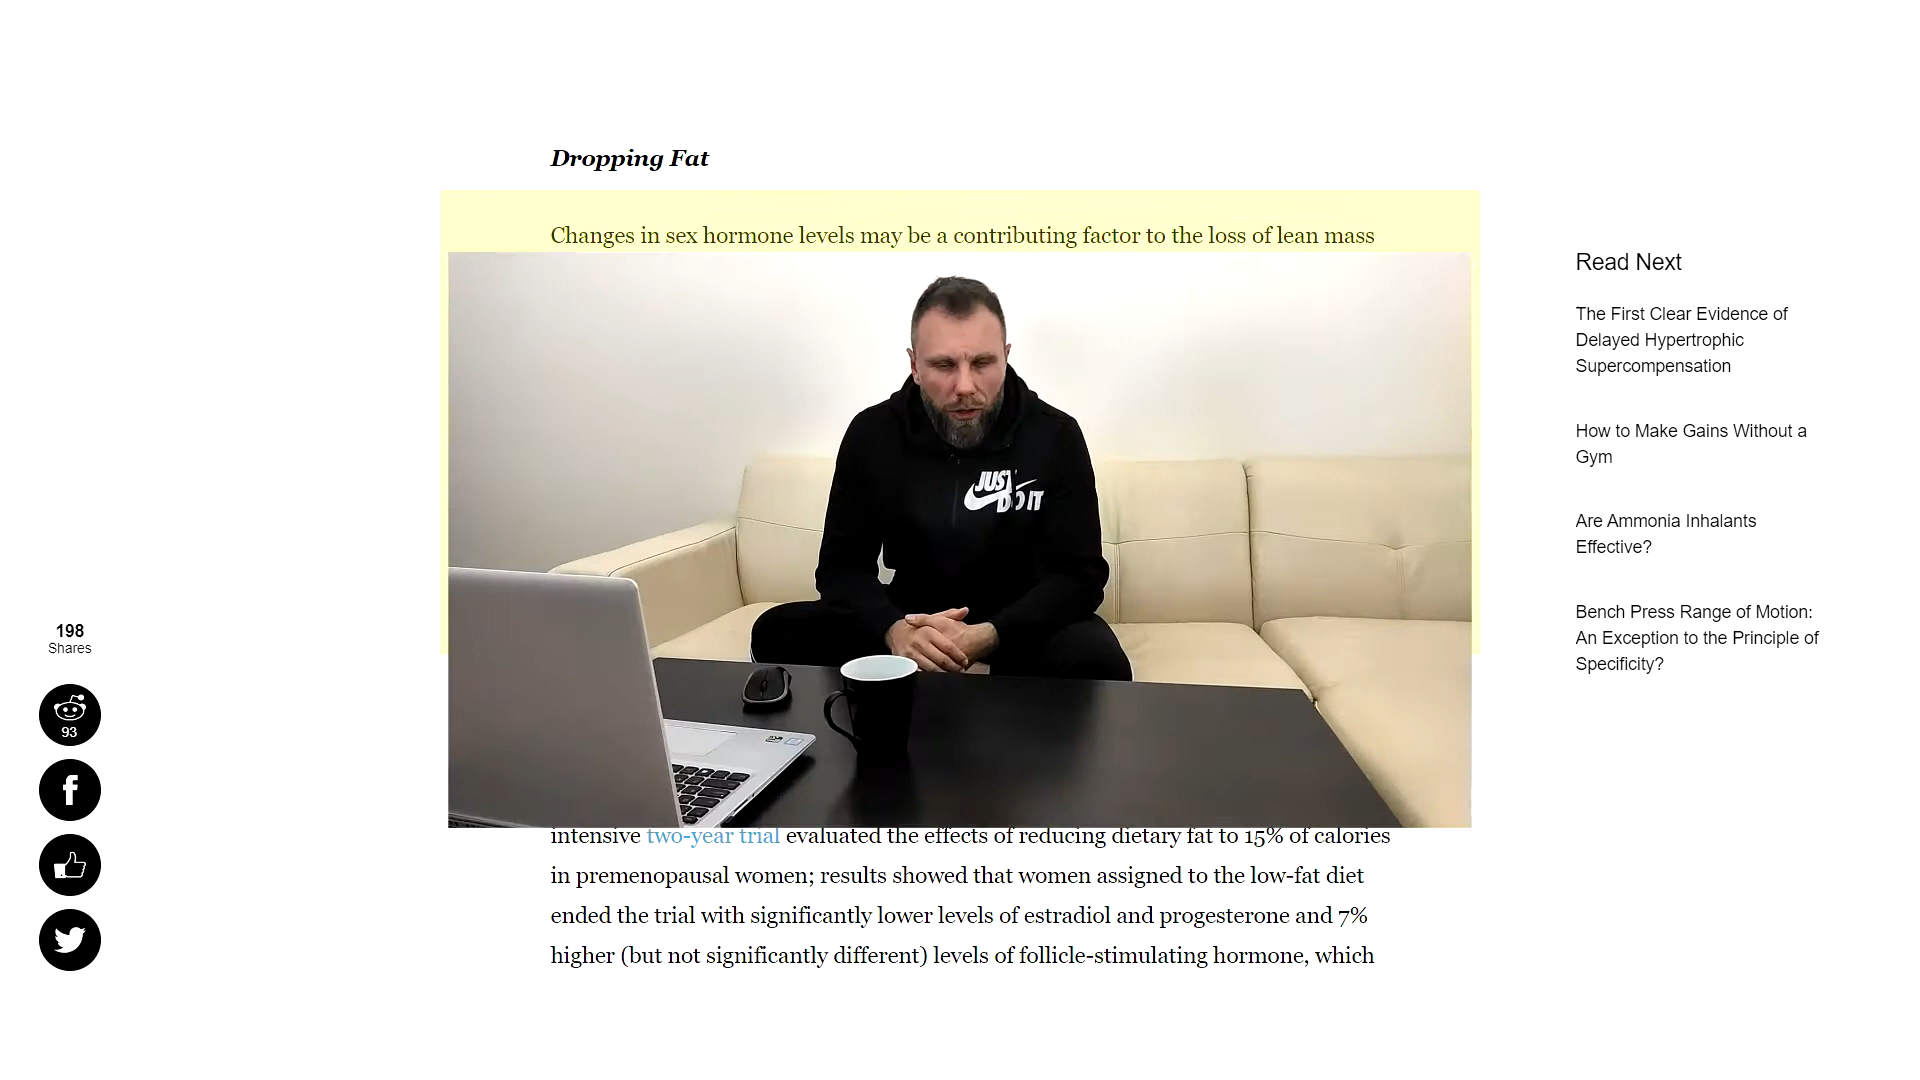 Dropping Fat
Changes in sex hormone levels may be a contributing factor to the loss of lean mass
JUST
DO IT
intensive two-year trial evaluated the effects of reducing dietary fat to 15% of calories
in premenopausal women; results showed that women assigned to the low-fat diet
ended the trial with significantly lower levels of estradiol and progesterone and 7%
higher (but not significantly different) levels of follicle-stimulating hormone, which
198
Shares
93
Read Next
The First Clear Evidence of
Delayed Hypertrophic
Supercompensation
How to Make Gains Without a
Gym
Are Ammonia Inhalants
Effective?
Bench Press Range of Motion:
An Exception to the Principle of
Specificity?